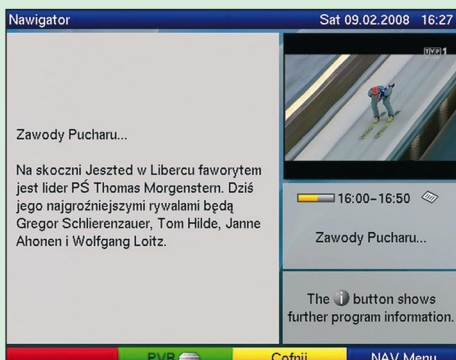 Nawigator
Sat 09.02.2008 16:27
TVP1
Zawody Pucharu...
Na skoczni Jeszted w Libercu faworytem
jest lider PŚ Thomas Morgenstern. Dziś
jego najgroźniejszymi rywalami będą
Gregor Schlierenzauer, Tom Hilde, Janne
Ahonen i Wolfgang Loitz.
16:00-16:50
Zawody Pucharu...
The i button shows
further program information.
PVR
Cofnij
NAV Menu